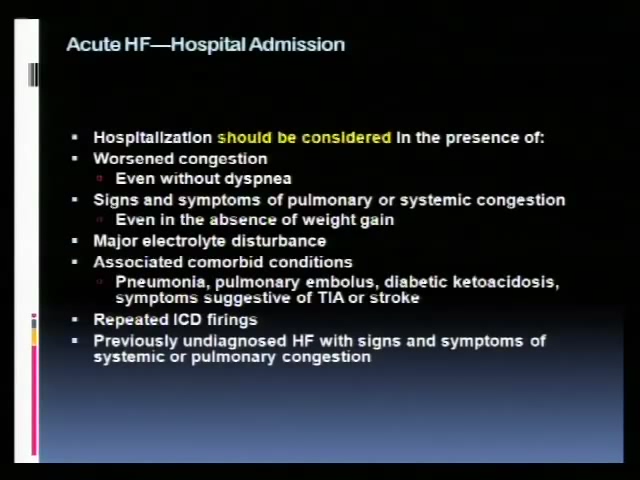 Acute HF—Hospital Admission
Hospitalization should be considered in the presence of:
Worsened congestion
Even without dyspnea
Signs and symptoms of pulmonary or systemic congestion
Even in the absence of weight gain
Major electrolyte disturbance
Associated comorbid conditions
Pneumonia, pulmonary embolus, diabetic ketoacidosis,
symptoms suggestive of TIA or stroke
Repeated ICD firings
Previously undiagnosed HF with signs and symptoms of
systemic or pulmonary congestion